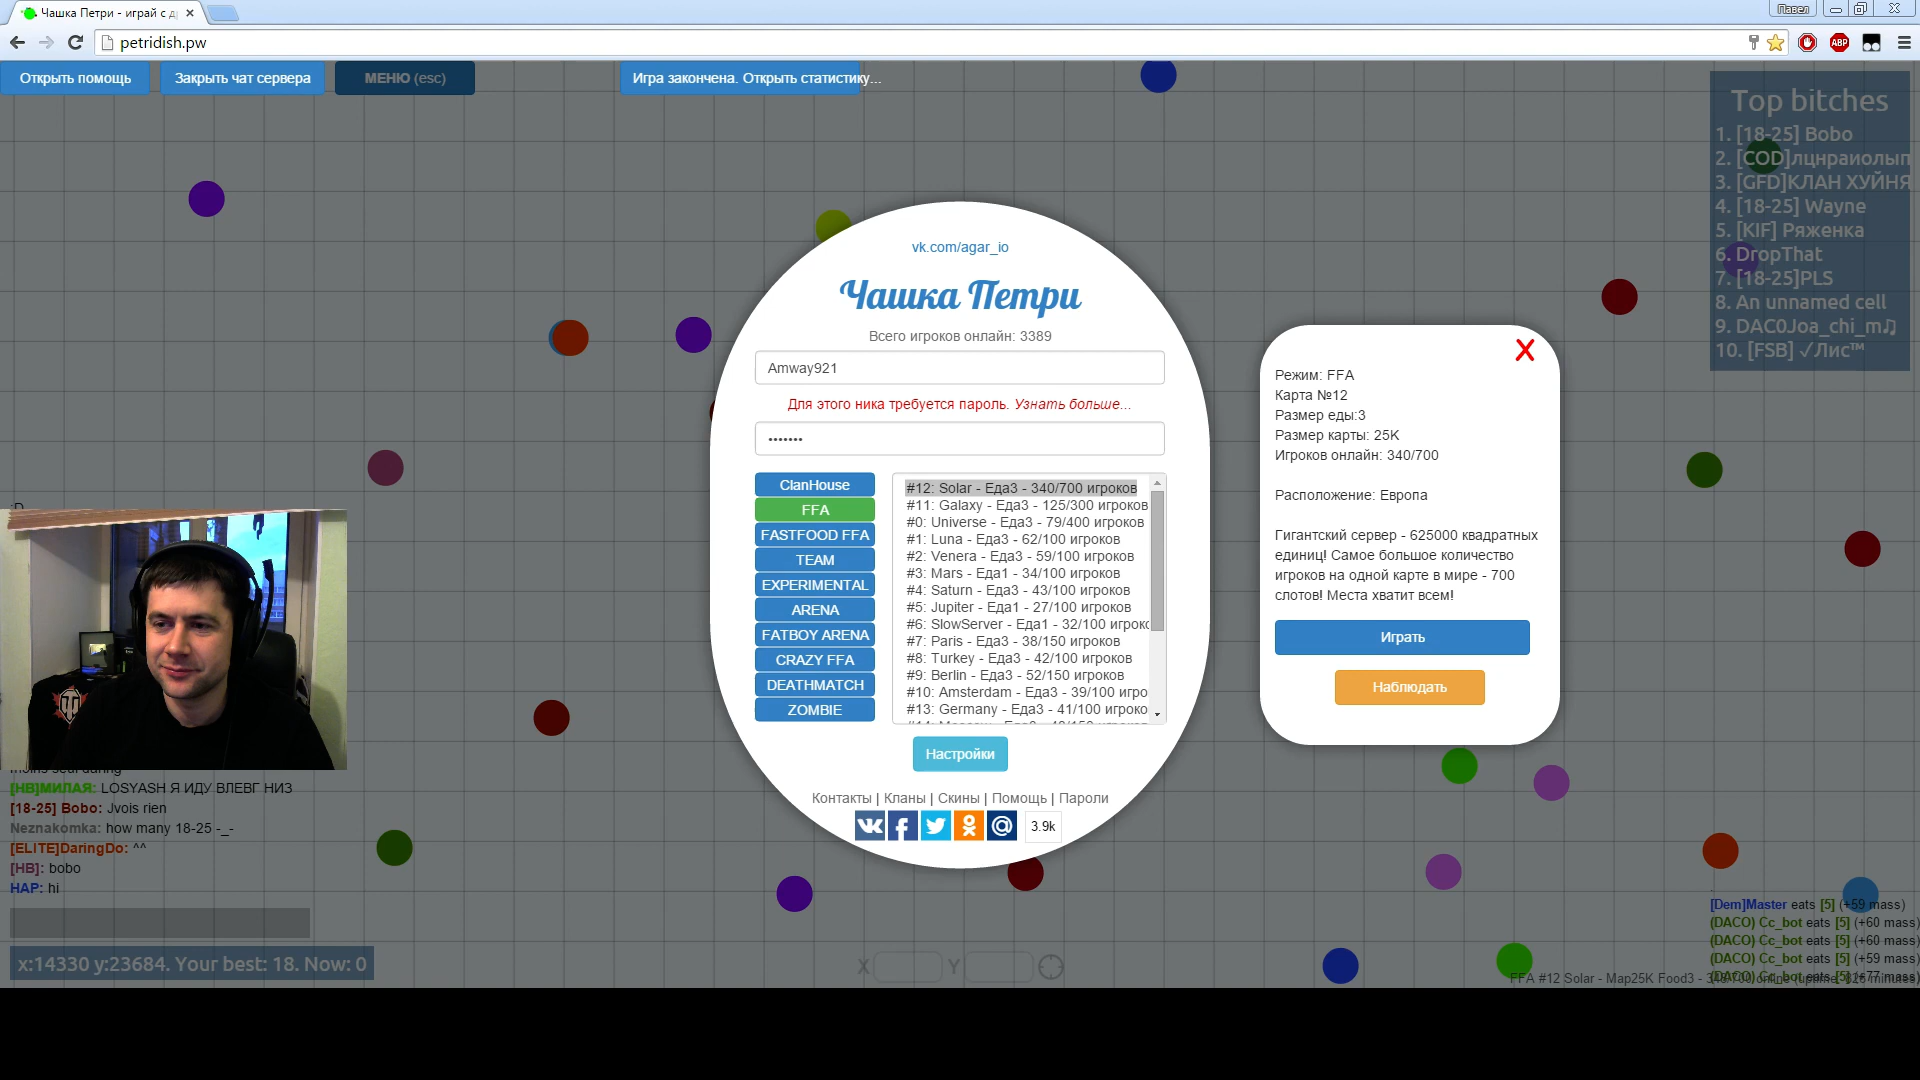 Чашка Петри - играй с д
Павел
petridish.pw
ABP
Открыть помощь
Закрыть чат сервера
МЕНЮ (esc)
Игра закончена. Открыть статистику...
Top bitches
1. [18-25] Bobo
2. [COD]лцнраиолып
3. [GFD]КЛАН ХУЙНЯ
4. [18-25] Wayne
5. [KIF] Ряженка
6. DropThat
7. [18-25]PLS
8. An unnamed cell
9. DAC0Joa_chi_m♫
10. [FSB] ✓Лис™
vk.com/agar_io
Чашка Петри
Всего игроков онлайн: 3389
Amway921
Для этого ника требуется пароль. Узнать больше...
•••••••
ClanHouse
FFA
FASTFOOD FFA
TEAM
EXPERIMENTAL
ARENA
FATBOY ARENA
CRAZY FFA
DEATHMATCH
ZOMBIE
#12: Solar - Еда3 - 340/700 игроков
#11: Galaxy - Еда3 - 125/300 игроков
#0: Universe - Еда3 - 79/400 игроков
#1: Luna - Еда3 - 62/100 игроков
#2: Venera - Еда3 - 59/100 игроков
#3: Mars - Еда1 - 34/100 игроков
#4: Saturn - Еда3 - 43/100 игроков
#5: Jupiter - Еда1 - 27/100 игроков
#6: SlowServer - Еда1 - 32/100 игрокс
#7: Paris - Еда3 - 38/150 игроков
#8: Turkey - Еда3 - 42/100 игроков
#9: Berlin - Еда3 - 52/150 игроков
#10: Amsterdam - Еда3 - 39/100 игро
#13: Germany - Еда3 - 41/100 игроко
Настройки
Контакты | Кланы | Скины | Помощь | Пароли
3.9k
Режим: FFA
Карта №12
Размер еды:3
Размер карты: 25K
Игроков онлайн: 340/700
Расположение: Европа
Гигантский сервер - 625000 квадратных
единиц! Самое большое количество
игроков на одной карте в мире - 700
слотов! Места хватит всем!
Играть
Наблюдать
[HB]МИЛАЯ: LOSYASH Я ИДУ ВЛЕВГ НИЗ
[18-25] Bobo: Jvois rien
Neznakomka: how many 18-25 -_-
[ELITE]DaringDo: ^^
[HB]: bobo
HAP: hi
x:14330 y:23684. Your best: 18. Now: 0
X Y
[Dem]Master eats [5] (+59 mass)
(DACO) Cc_bot eats [5] (+60 mass)
(DACO) Cc_bot eats [5] (+60 mass)
(DACO) Cc_bot eats [5] (+59 mass)
(DACO) Cc_bot eats [5] (+77 mass)
FFA #12 Solar - Map25K Food3 -